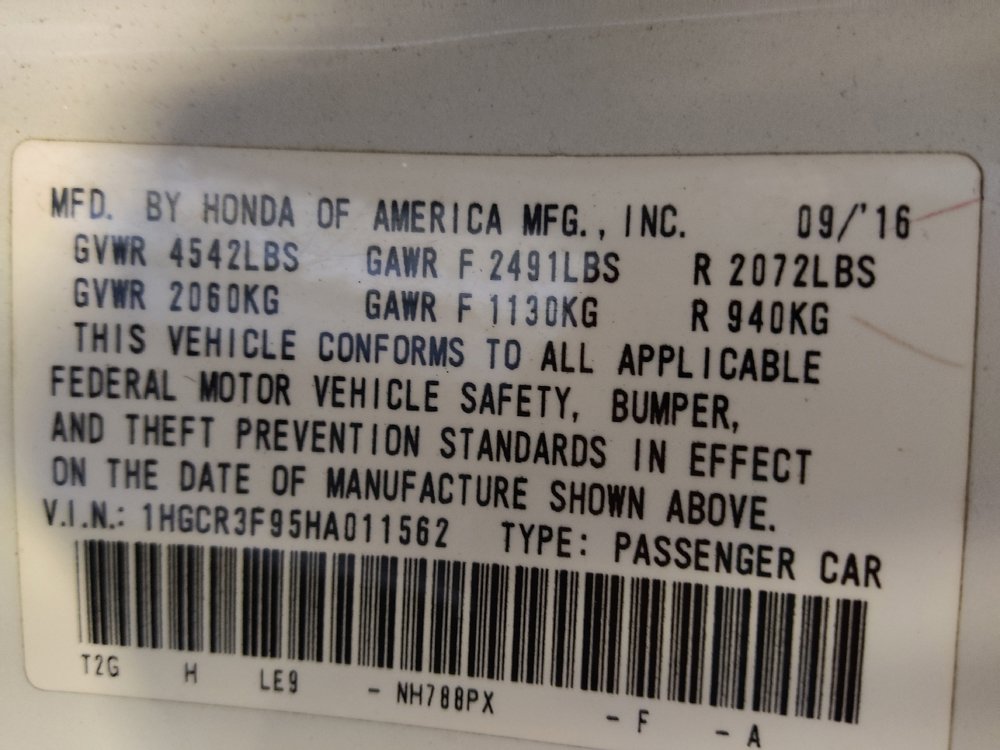 MFD. BY HONDA OF AMERICA MFG., INC. 09/'16
GVWR 4542LBS GAWR F 2491LBS R 2072LBS
GVWR 2060KG GAWR F 1130KG R 940KG
THIS VEHICLE CONFORMS TO ALL APPLICABLE
FEDERAL MOTOR VEHICLE SAFETY, BUMPER,
AND THEFT PREVENTION STANDARDS IN EFFECT
ON THE DATE OF MANUFACTURE SHOWN ABOVE.
V.I.N.: 1HGCR3F95HA011562 TYPE: PASSENGER CAR
T2G H LE9 - NH788PX - F - A